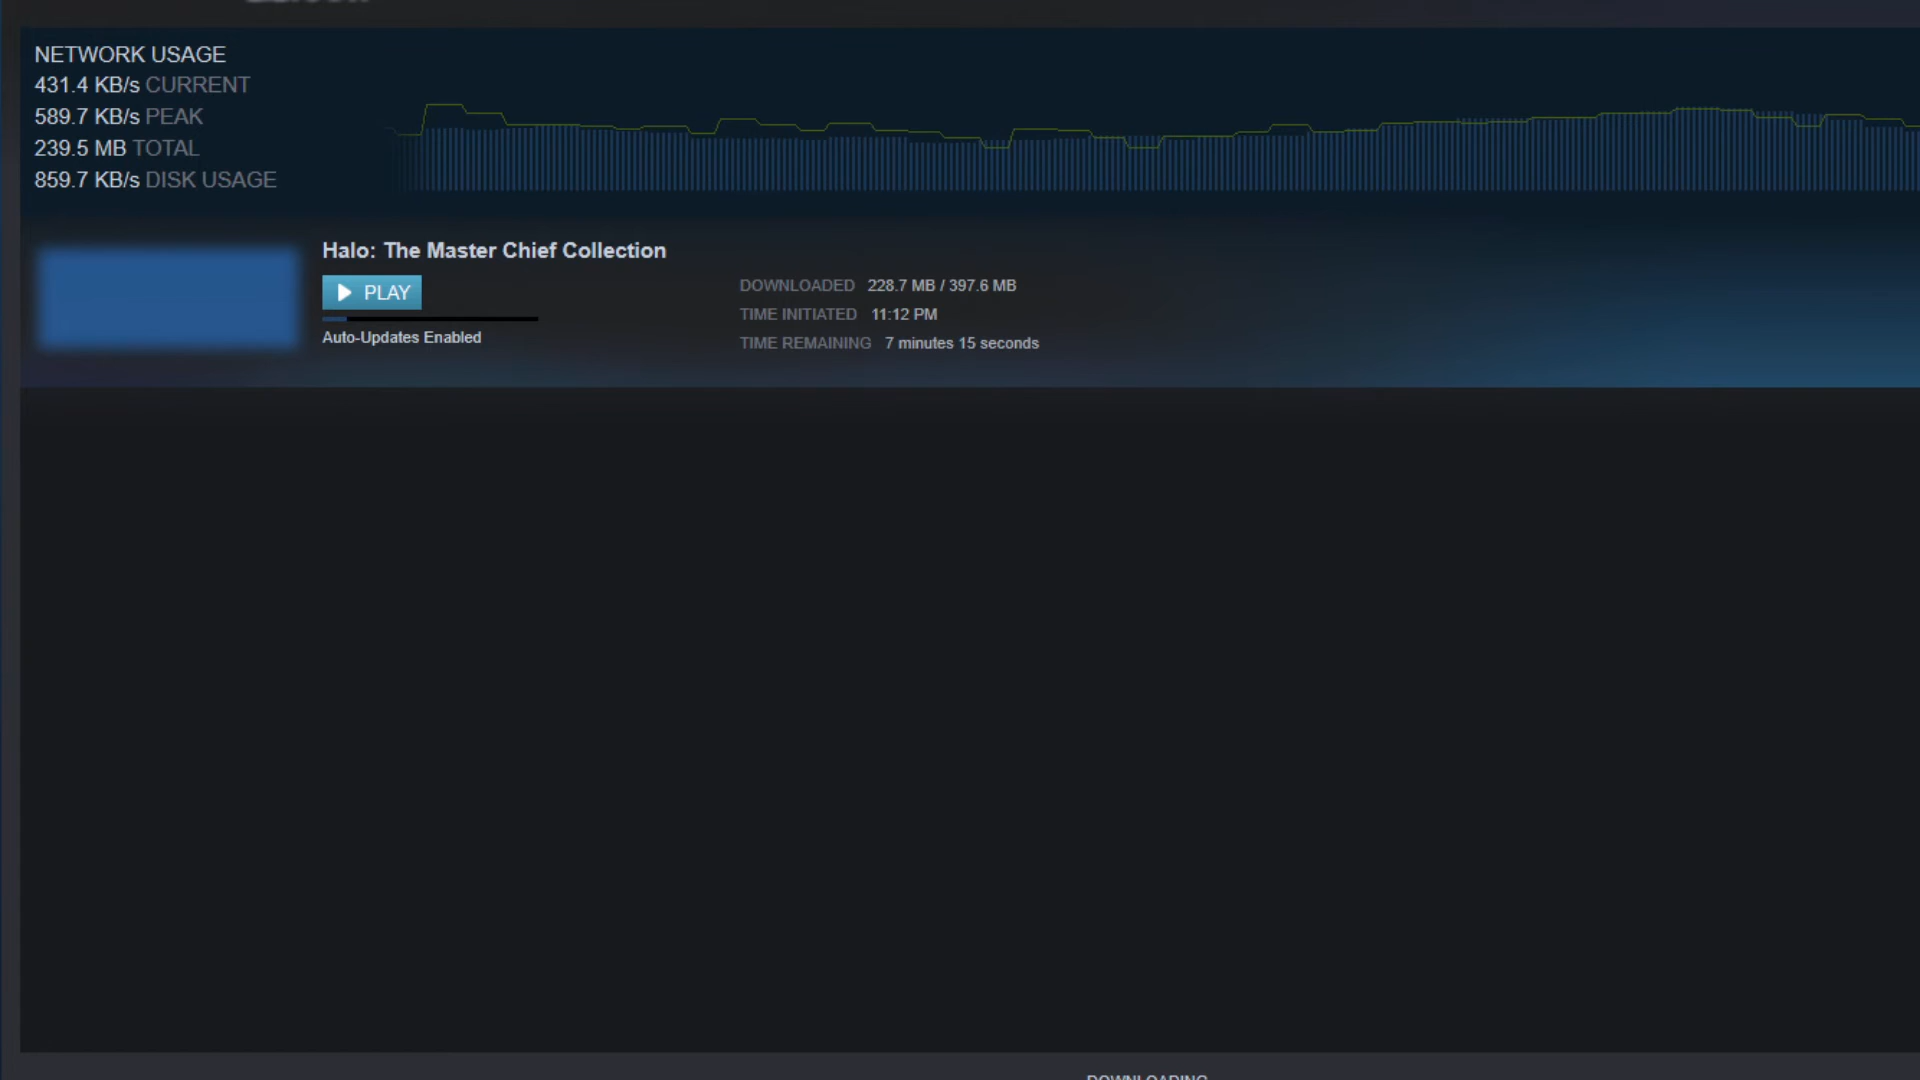 NETWORK USAGE
431.4 KB/s CURRENT
589.7 KB/s PEAK
239.5 MB TOTAL
859.7 KB/s DISK USAGE
Halo: The Master Chief Collection
PLAY
Auto-Updates Enabled
DOWNLOADED 228.7 MB / 397.6 MB
TIME INITIATED 11:12 PM
TIME REMAINING 7 minutes 15 seconds
DOWNLOADING